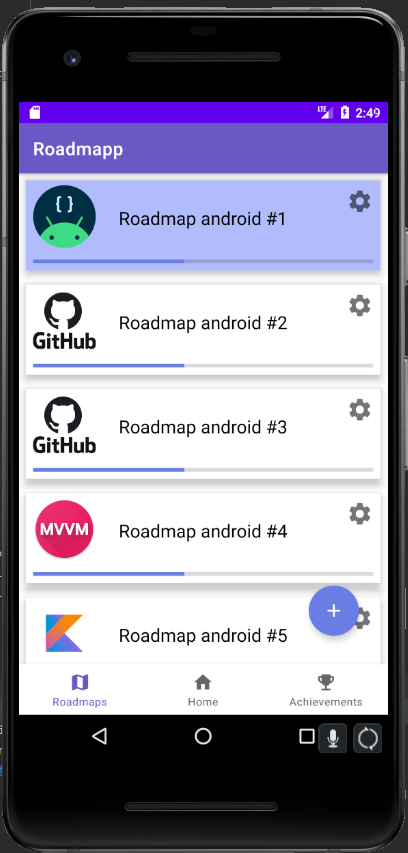 LTE 2:49
Roadmapp
{ }
Roadmap android #1
GitHub
Roadmap android #2
GitHub
Roadmap android #3
MVVM
Roadmap android #4
Roadmap android #5
+
Roadmaps Home Achievements